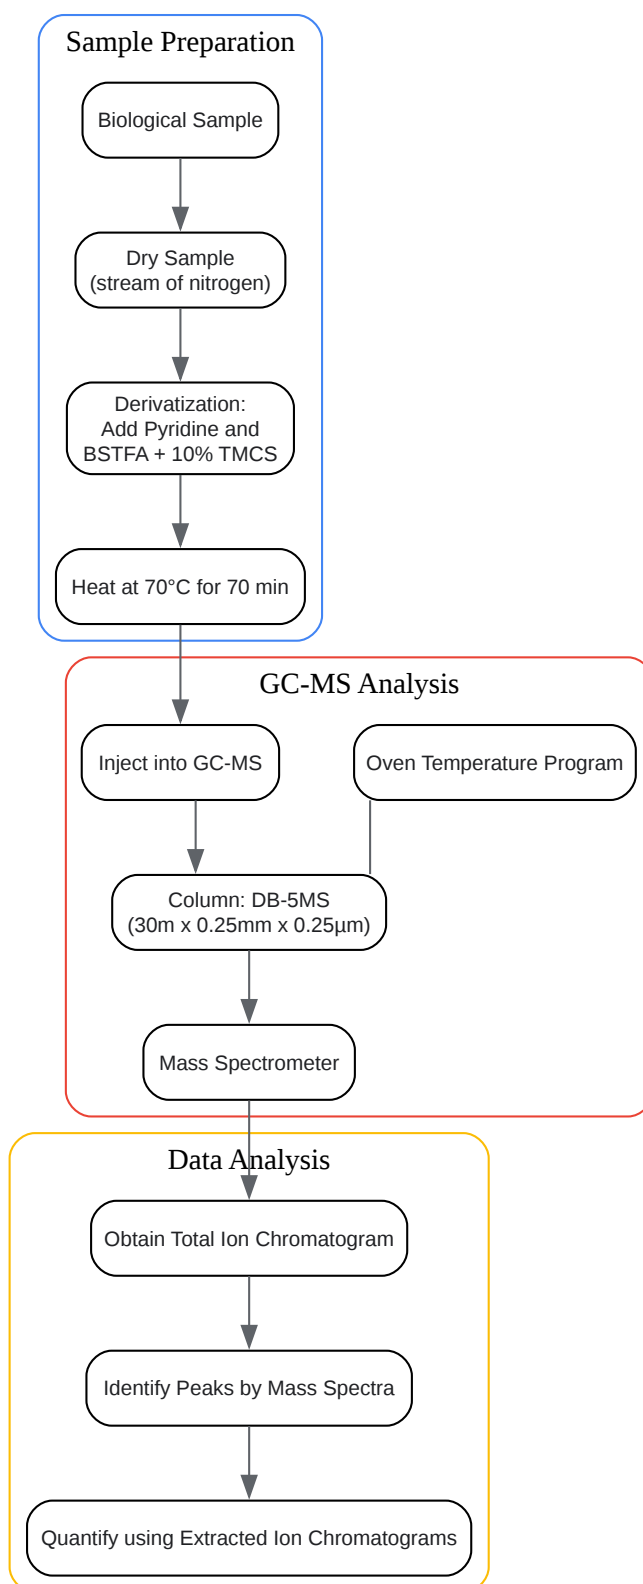 Sample Preparation
Biological Sample
Dry Sample
(stream of nitrogen)
Derivatization:
Add Pyridine and
BSTFA + 10% TMCS
Heat at 70°C for 70 min
GC-MS Analysis
Inject into GC-MS
Oven Temperature Program
Column: DB-5MS
(30m x 0.25mm x 0.25µm)
Mass Spectrometer
Data Analysis
Obtain Total Ion Chromatogram
Identify Peaks by Mass Spectra
Quantify using Extracted Ion Chromatograms